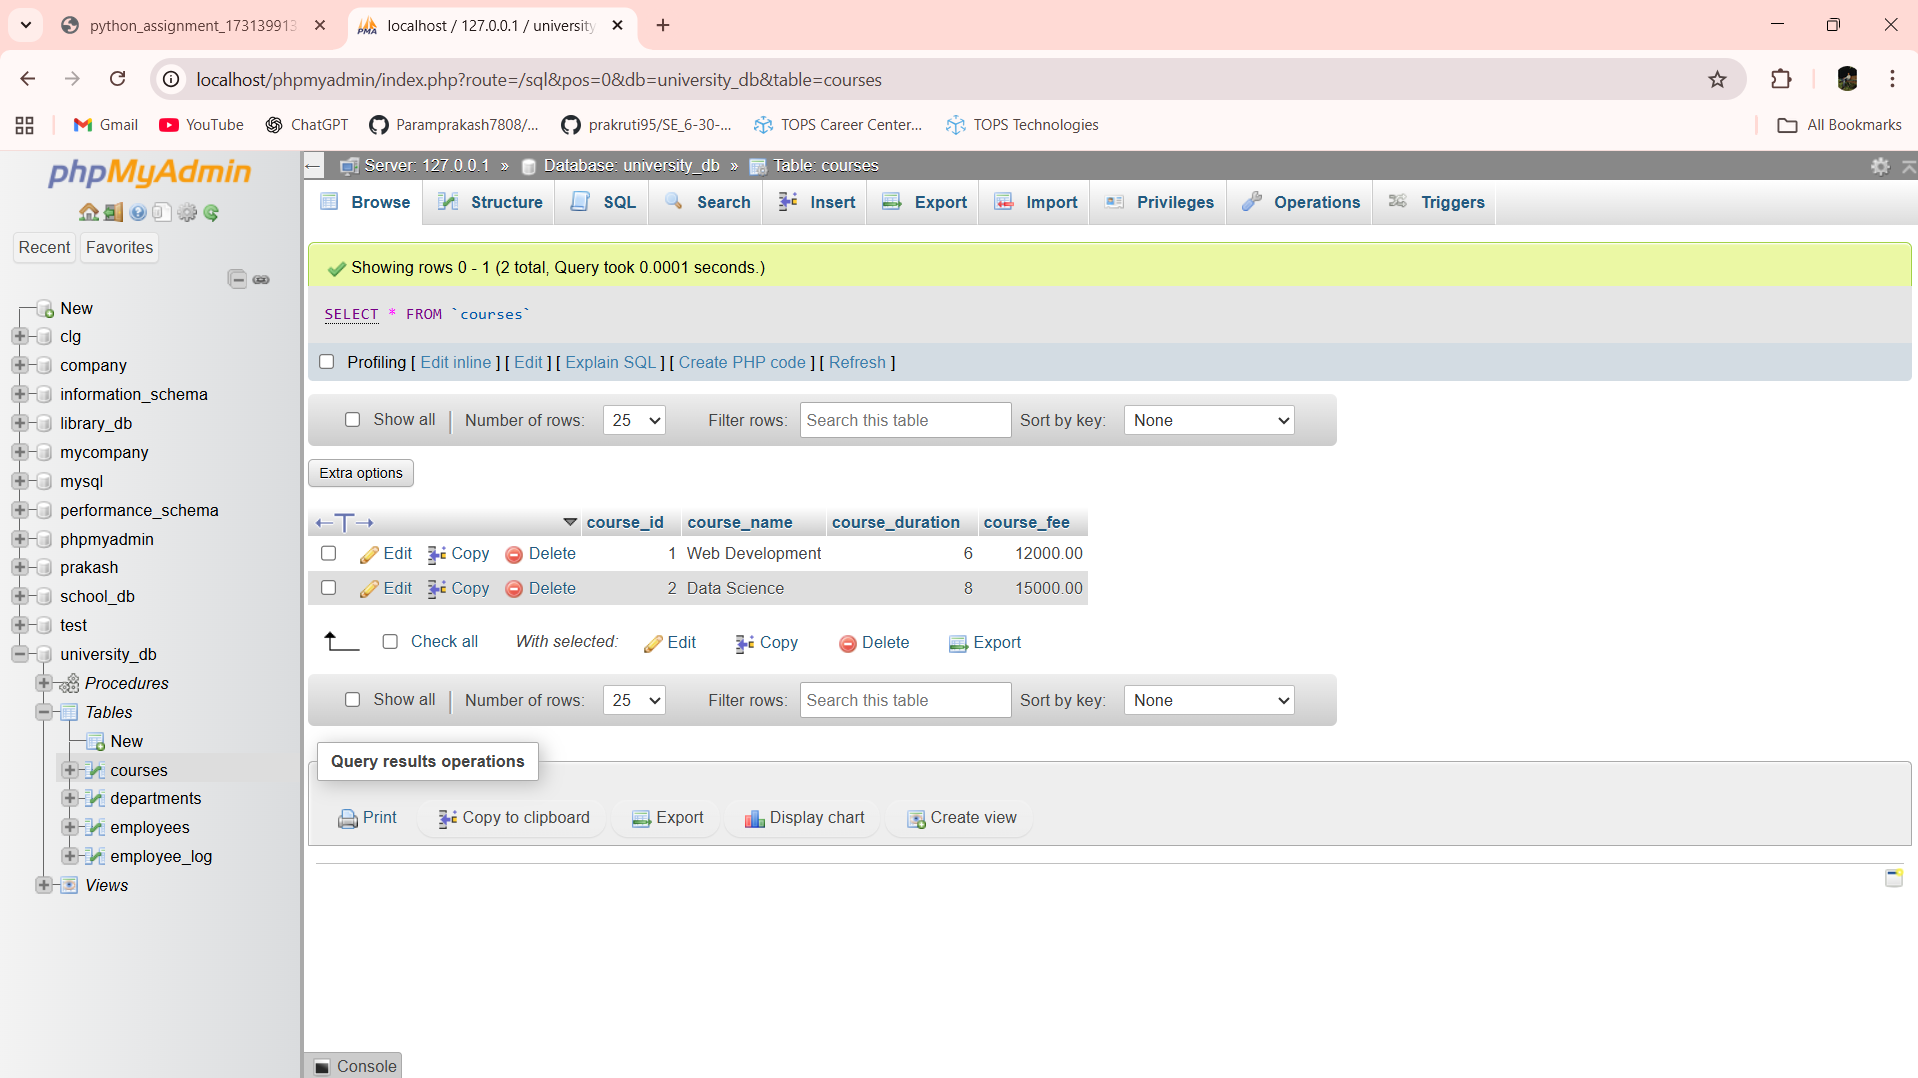 python_assignment_173139913
localhost / 127.0.0.1 / university
localhost/phpmyadmin/index.php?route=/sql&pos=0&db=university_db&table=courses
Gmail YouTube ChatGPT Paramprakash7808/... prakruti95/SE_6-30-... TOPS Career Center... TOPS Technologies All Bookmarks
phpMyAdmin
Recent Favorites
New
clg
company
information_schema
library_db
mycompany
mysql
performance_schema
phpmyadmin
prakash
school_db
test
university_db
Procedures
Tables
New
courses
departments
employees
employee_log
Views
Server: 127.0.0.1 » Database: university_db » Table: courses
Browse Structure SQL Search Insert Export Import Privileges Operations Triggers
Showing rows 0 - 1 (2 total, Query took 0.0001 seconds.)
SELECT * FROM `courses`
Profiling [ Edit inline ] [ Edit ] [ Explain SQL ] [ Create PHP code ] [ Refresh ]
Show all Number of rows: 25 Filter rows: Search this table Sort by key: None
Extra options
course_id course_name course_duration course_fee
Edit Copy Delete 1 Web Development 6 12000.00
Edit Copy Delete 2 Data Science 8 15000.00
Check all With selected: Edit Copy Delete Export
Show all Number of rows: 25 Filter rows: Search this table Sort by key: None
Query results operations
Print Copy to clipboard Export Display chart Create view
Console